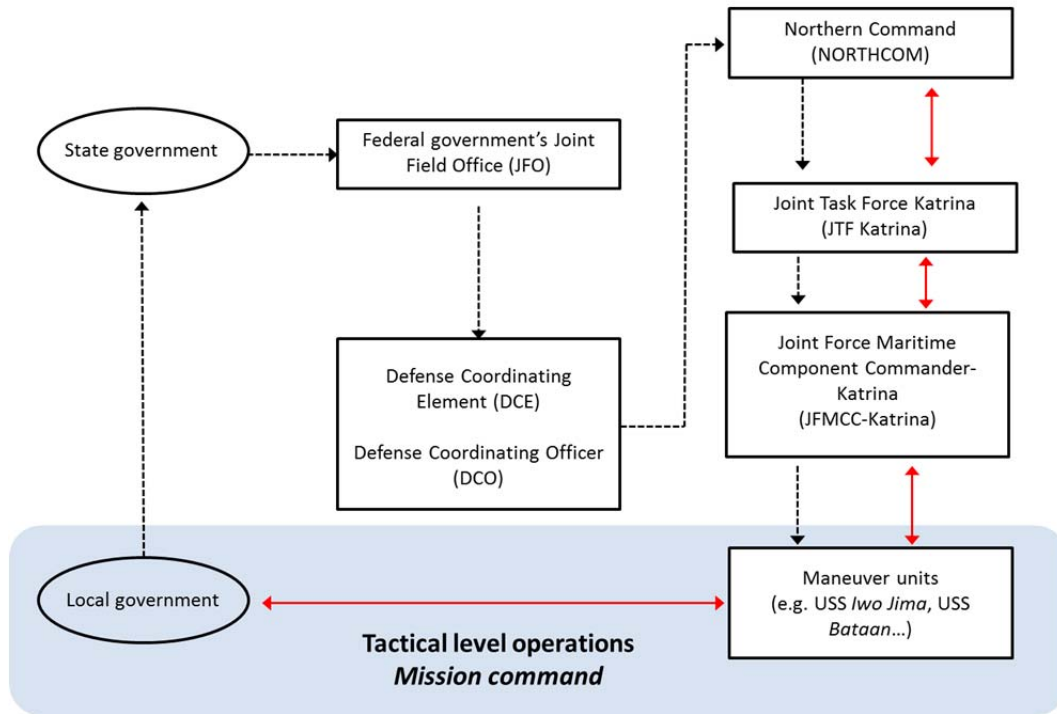 Northern Command
(NORTHCOM)
State government
Federal government’s Joint
Field Office (JFO)
Joint Task Force Katrina
(JTF Katrina)
Defense Coordinating
Element (DCE)
Defense Coordinating Officer
(DCO)
Joint Force Maritime
Component Commander-
Katrina
(JFMCC-Katrina)
Local government
Maneuver units
(e.g. USS Iwo Jima, USS
Bataan…)
Tactical level operations
Mission command